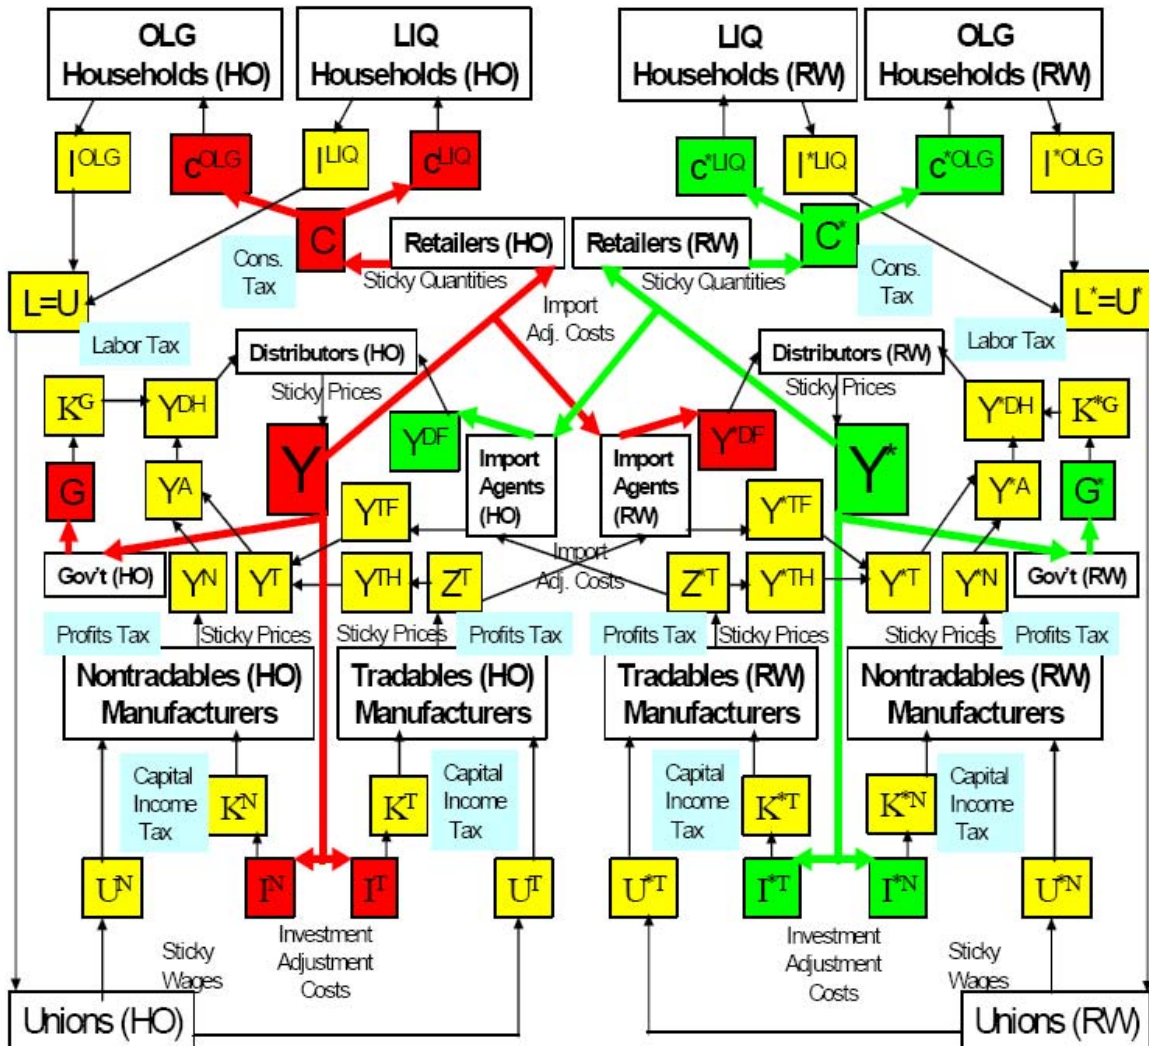 OLG
Households (HO)
LIQ
Households (HO)
LIQ
Households (RW)
OLG
Households (RW)
l^OLG
c^OLG
l^LIQ
c^LIQ
c*^LIQ
l*^LIQ
c*^OLG
l*^OLG
C
Retailers (HO)
Retailers (RW)
C*
Cons.
Tax
Sticky Quantities
Sticky Quantities
Cons.
Tax
L=U
L*=U*
Import
Adj. Costs
Labor Tax
Labor Tax
Distributors (HO)
Distributors (RW)
Sticky Prices
Sticky Prices
K^G
Y^DH
Y*^DH
K*^G
Y
Y^DF
Import
Agents
(HO)
Import
Agents
(RW)
Y*^DF
Y*
G
Y^A
Y*^A
G*
Y^TF
Y*^TF
Gov't (HO)
Y^N
Y^T
Y^TH
Z^T
Import
Adj. Costs
Z*^T
Y*^TH
Y*^T
Y*^N
Gov't (RW)
Profits Tax
Sticky Prices
Sticky Prices
Profits Tax
Profits Tax
Sticky Prices
Sticky Prices
Profits Tax
Nontradables (HO)
Manufacturers
Tradables (HO)
Manufacturers
Tradables (RW)
Manufacturers
Nontradables (RW)
Manufacturers
Capital
Income
Tax
K^N
K^T
Capital
Income
Tax
Capital
Income
Tax
K*^T
K*^N
Capital
Income
Tax
U^N
I^N
I^T
U^T
U*^T
I*^T
I*^N
U*^N
Sticky
Wages
Investment
Adjustment
Costs
Investment
Adjustment
Costs
Sticky
Wages
Unions (HO)
Unions (RW)